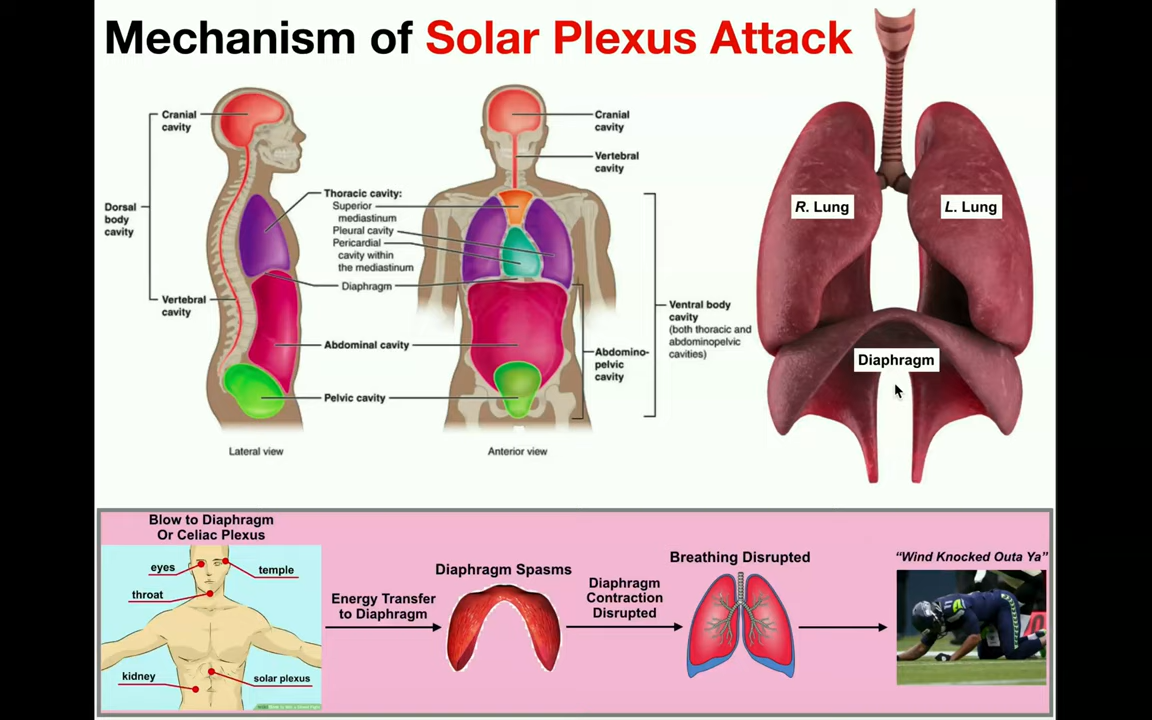 Mechanism of Solar Plexus Attack
Cranial
cavity
Dorsal
body
cavity
Vertebral
cavity
Thoracic cavity:
Superior
mediastinum
Pleural cavity
Pericardial
cavity within
the mediastinum
Diaphragm
Abdominal cavity
Pelvic cavity
Lateral view
Cranial
cavity
Vertebral
cavity
Ventral body
cavity
(both thoracic and
abdominopelvic
cavities)
Abdomino-
pelvic
cavity
Anterior view
R. Lung
L. Lung
Diaphragm
Blow to Diaphragm
Or Celiac Plexus
eyes
temple
throat
kidney
solar plexus
Energy Transfer
to Diaphragm
Diaphragm Spasms
Diaphragm
Contraction
Disrupted
Breathing Disrupted
“Wind Knocked Outa Ya”